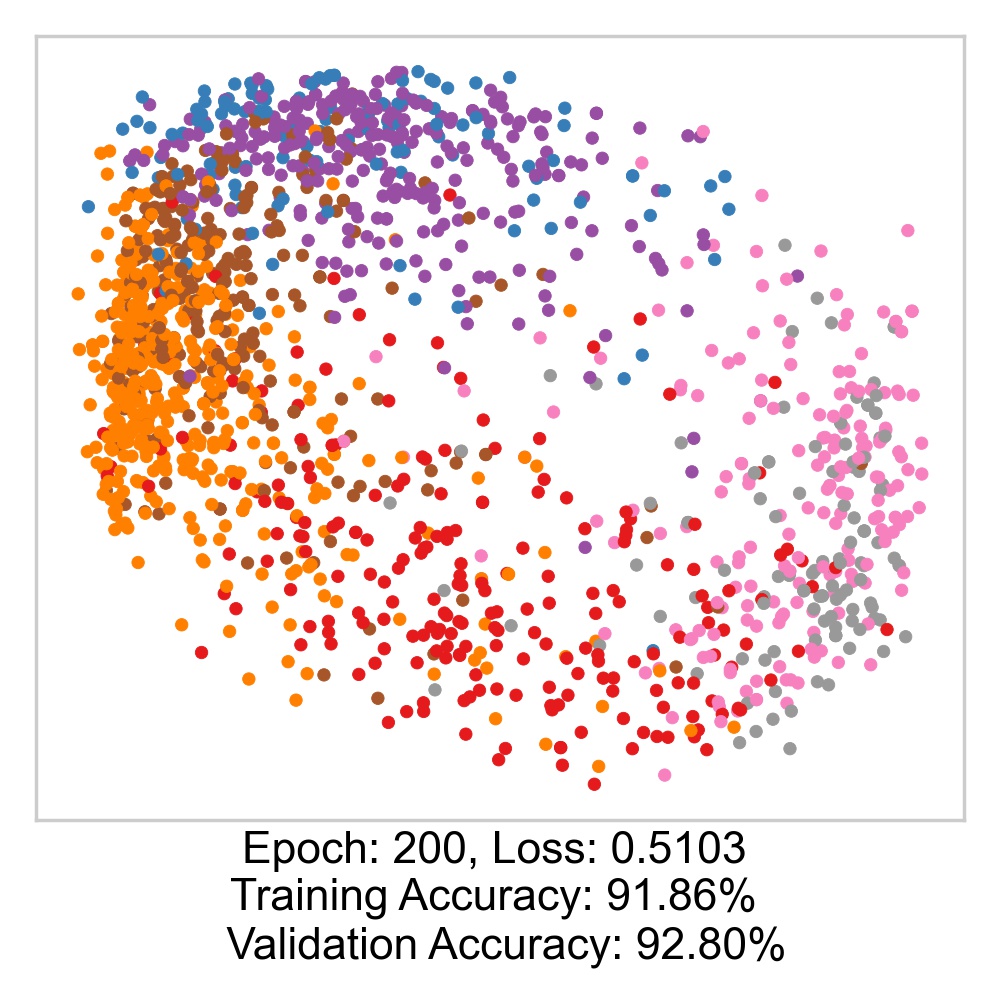 Epoch: 200, Loss: 0.5103
Training Accuracy: 91.86%
Validation Accuracy: 92.80%